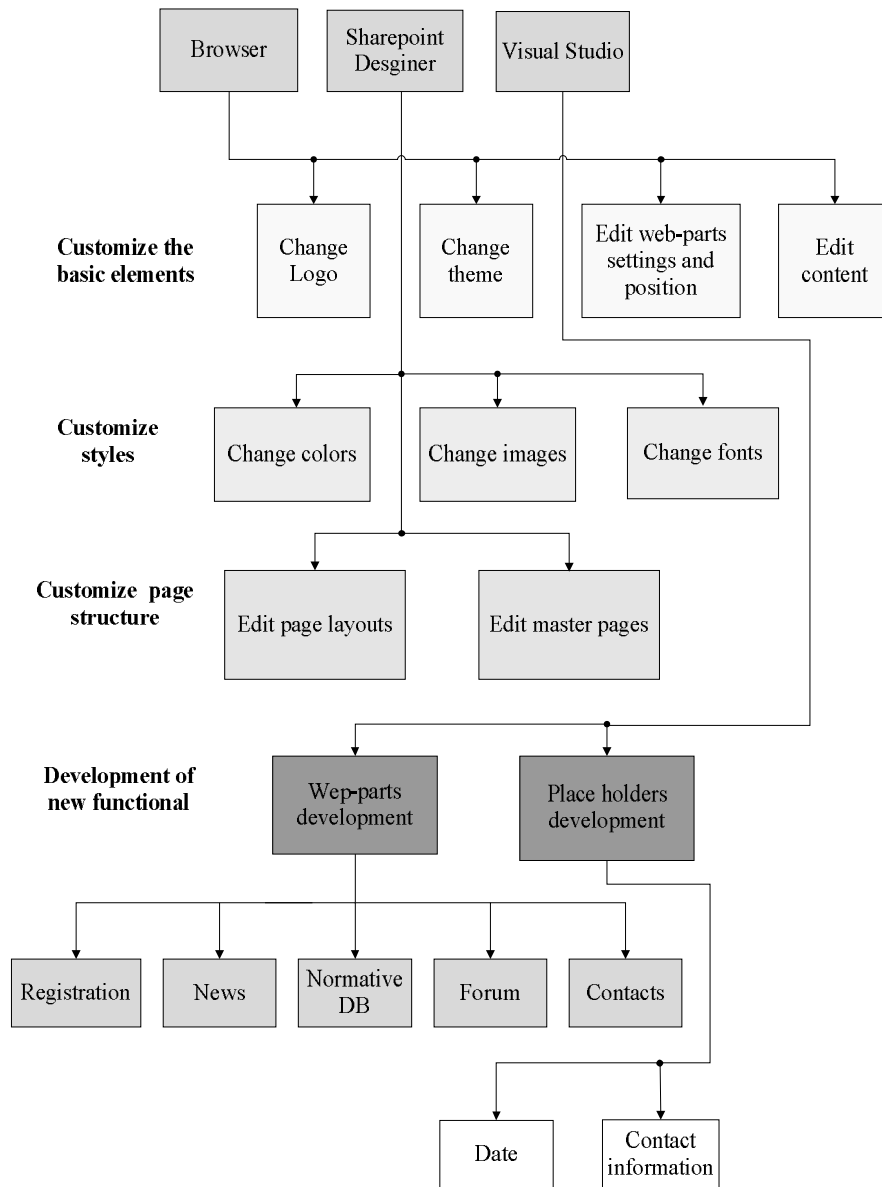 Browser
Sharepoint
Desginer
Visual Studio
Customize the
basic elements
Change
Logo
Change
theme
Edit web-parts
settings and
position
Edit
content
Customize
styles
Change colors
Change images
Change fonts
Customize page
structure
Edit page layouts
Edit master pages
Development of
new functional
Wep-parts
development
Place holders
development
Registration
News
Normative
DB
Forum
Contacts
Date
Contact
information